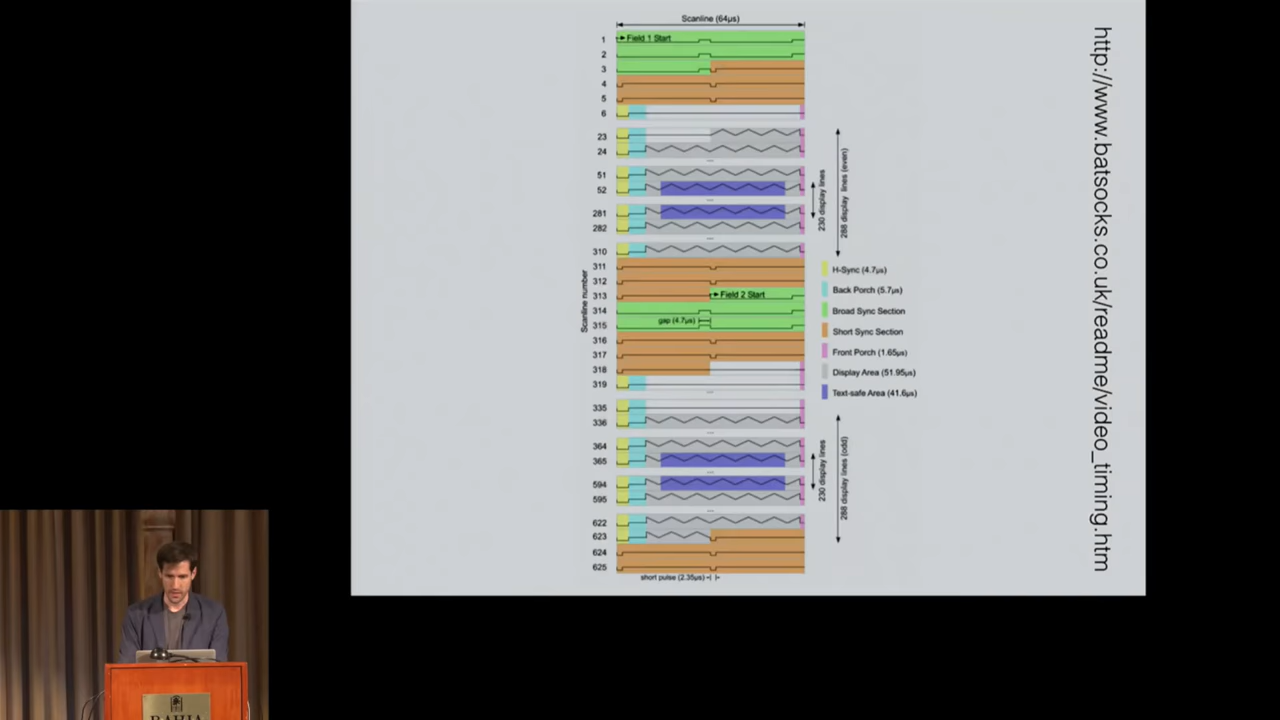 Scanline (64µs)
1
Field 1 Start
2
3
4
5
6
23
24
...
51
52
...
281
282
...
310
311
312
313
Field 2 Start
314
315
gap (4.7µs)
316
317
318
319
...
335
336
...
364
365
...
594
595
...
622
623
624
625
short pulse (2.35µs)
Scanline number
230 display lines
288 display lines (even)
H-Sync (4.7µs)
Back Porch (5.7µs)
Broad Sync Section
Short Sync Section
Front Porch (1.65µs)
Display Area (51.95µs)
Text-safe Area (41.6µs)
230 display lines
288 display lines (odd)
http://www.batsocks.co.uk/readme/video_timing.htm
BAHIA